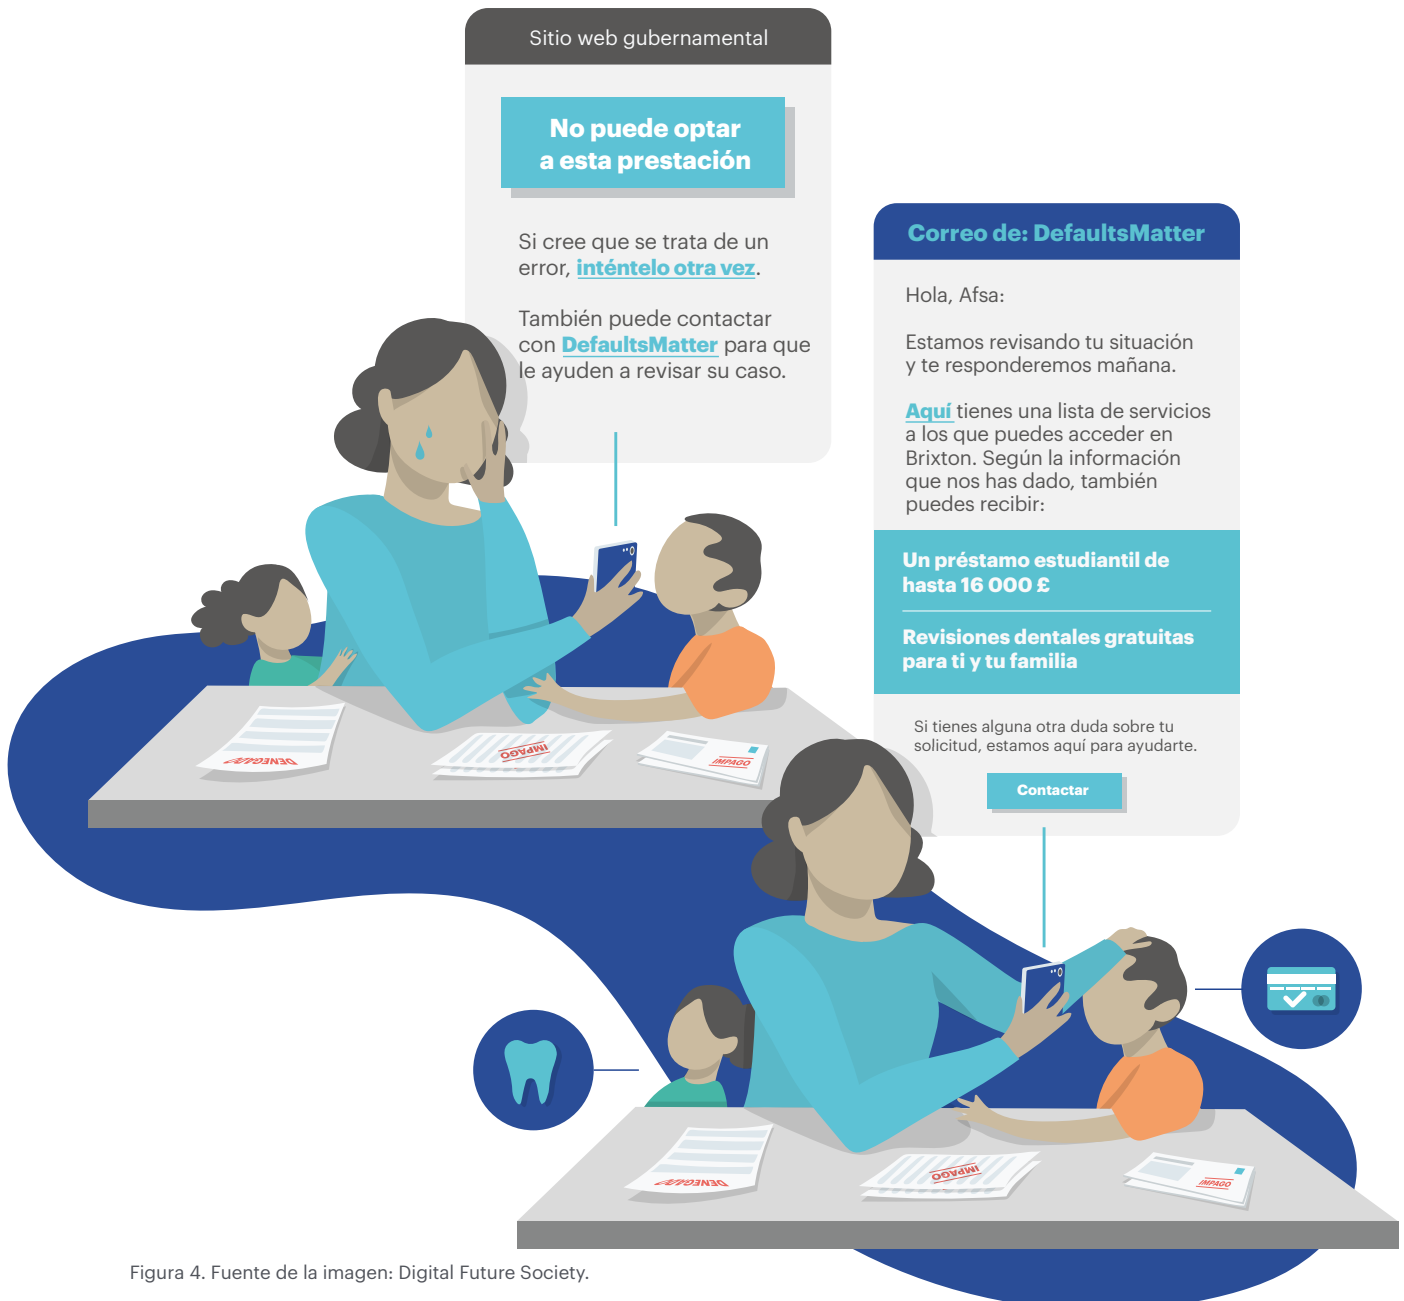 Sitio web gubernamental
No puede optar
a esta prestación
Si cree que se trata de un
error, inténtelo otra vez.
También puede contactar
con DefaultsMatter para que
le ayuden a revisar su caso.
Correo de: DefaultsMatter
Hola, Afsa:
Estamos revisando tu situación
y te responderemos mañana.
Aquí tienes una lista de servicios
a los que puedes acceder en
Brixton. Según la información
que nos has dado, también
puedes recibir:
Un préstamo estudiantil de
hasta 16 000 £
Revisiones dentales gratuitas
para ti y tu familia
Si tienes alguna otra duda sobre tu
solicitud, estamos aquí para ayudarte.
Contactar
DENEGADO
IMPAGO
IMPAGO
DENEGADO
IMPAGO
IMPAGO
Figura 4. Fuente de la imagen: Digital Future Society.